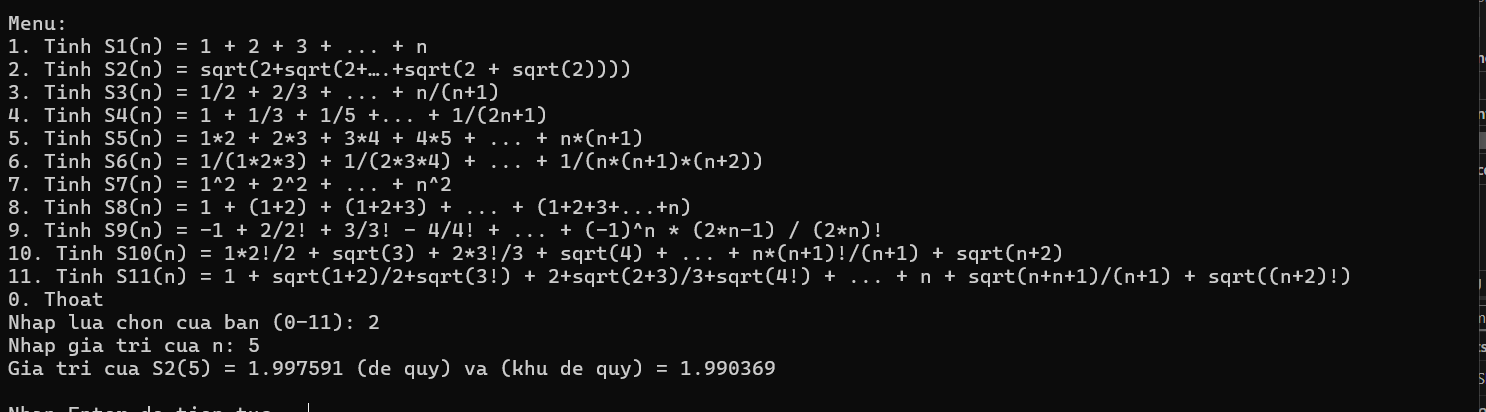 Menu:
1. Tinh S1(n) = 1 + 2 + 3 + ... + n
2. Tinh S2(n) = sqrt(2+sqrt(2+….+sqrt(2 + sqrt(2))))
3. Tinh S3(n) = 1/2 + 2/3 + ... + n/(n+1)
4. Tinh S4(n) = 1 + 1/3 + 1/5 +... + 1/(2n+1)
5. Tinh S5(n) = 1*2 + 2*3 + 3*4 + 4*5 + ... + n*(n+1)
6. Tinh S6(n) = 1/(1*2*3) + 1/(2*3*4) + ... + 1/(n*(n+1)*(n+2))
7. Tinh S7(n) = 1^2 + 2^2 + ... + n^2
8. Tinh S8(n) = 1 + (1+2) + (1+2+3) + ... + (1+2+3+...+n)
9. Tinh S9(n) = -1 + 2/2! + 3/3! - 4/4! + ... + (-1)^n * (2*n-1) / (2*n)!
10. Tinh S10(n) = 1*2!/2 + sqrt(3) + 2*3!/3 + sqrt(4) + ... + n*(n+1)!/(n+1) + sqrt(n+2)
11. Tinh S11(n) = 1 + sqrt(1+2)/2+sqrt(3!) + 2+sqrt(2+3)/3+sqrt(4!) + ... + n + sqrt(n+n+1)/(n+1) + sqrt((n+2)!)
0. Thoat
Nhap lua chon cua ban (0-11): 2
Nhap gia tri cua n: 5
Gia tri cua S2(5) = 1.997591 (de quy) va (khu de quy) = 1.990369
Nhan Enter de tiep tuc